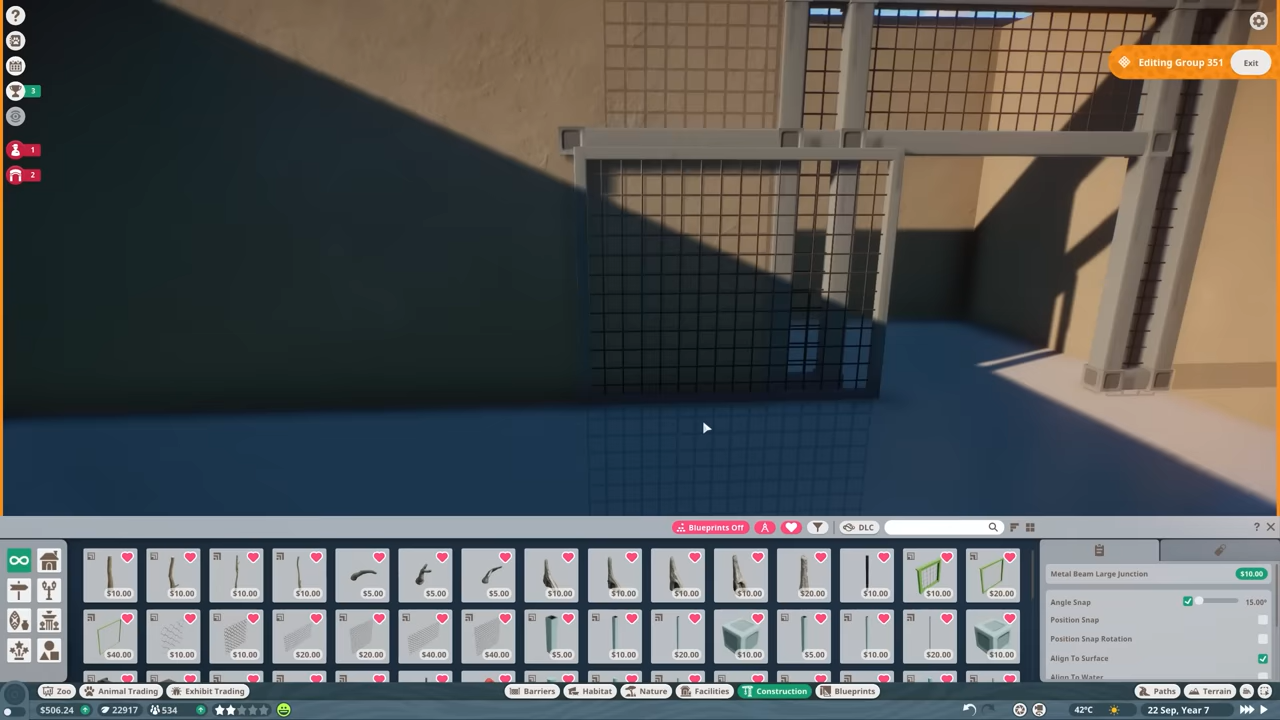 ?
Editing Group 351
Exit
3
1
2
Blueprints Off
DLC
?
$10.00
$10.00
$10.00
$10.00
$5.00
$5.00
$5.00
$10.00
$10.00
$10.00
$10.00
$20.00
$10.00
$10.00
$20.00
$40.00
$10.00
$10.00
$20.00
$20.00
$40.00
$40.00
$5.00
$10.00
$20.00
$10.00
$5.00
$10.00
$20.00
$10.00
Metal Beam Large Junction
$10.00
Angle Snap
15.00°
Position Snap
Position Snap Rotation
Align To Surface
Align To Water
Zoo
Animal Trading
Exhibit Trading
Barriers
Habitat
Nature
Facilities
Construction
Blueprints
Paths
Terrain
$506.24
22917
534
42°C
22 Sep, Year 7